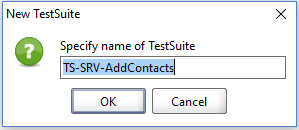 New TestSuite
Specify name of TestSuite
TS-SRV-AddContacts
OK
Cancel